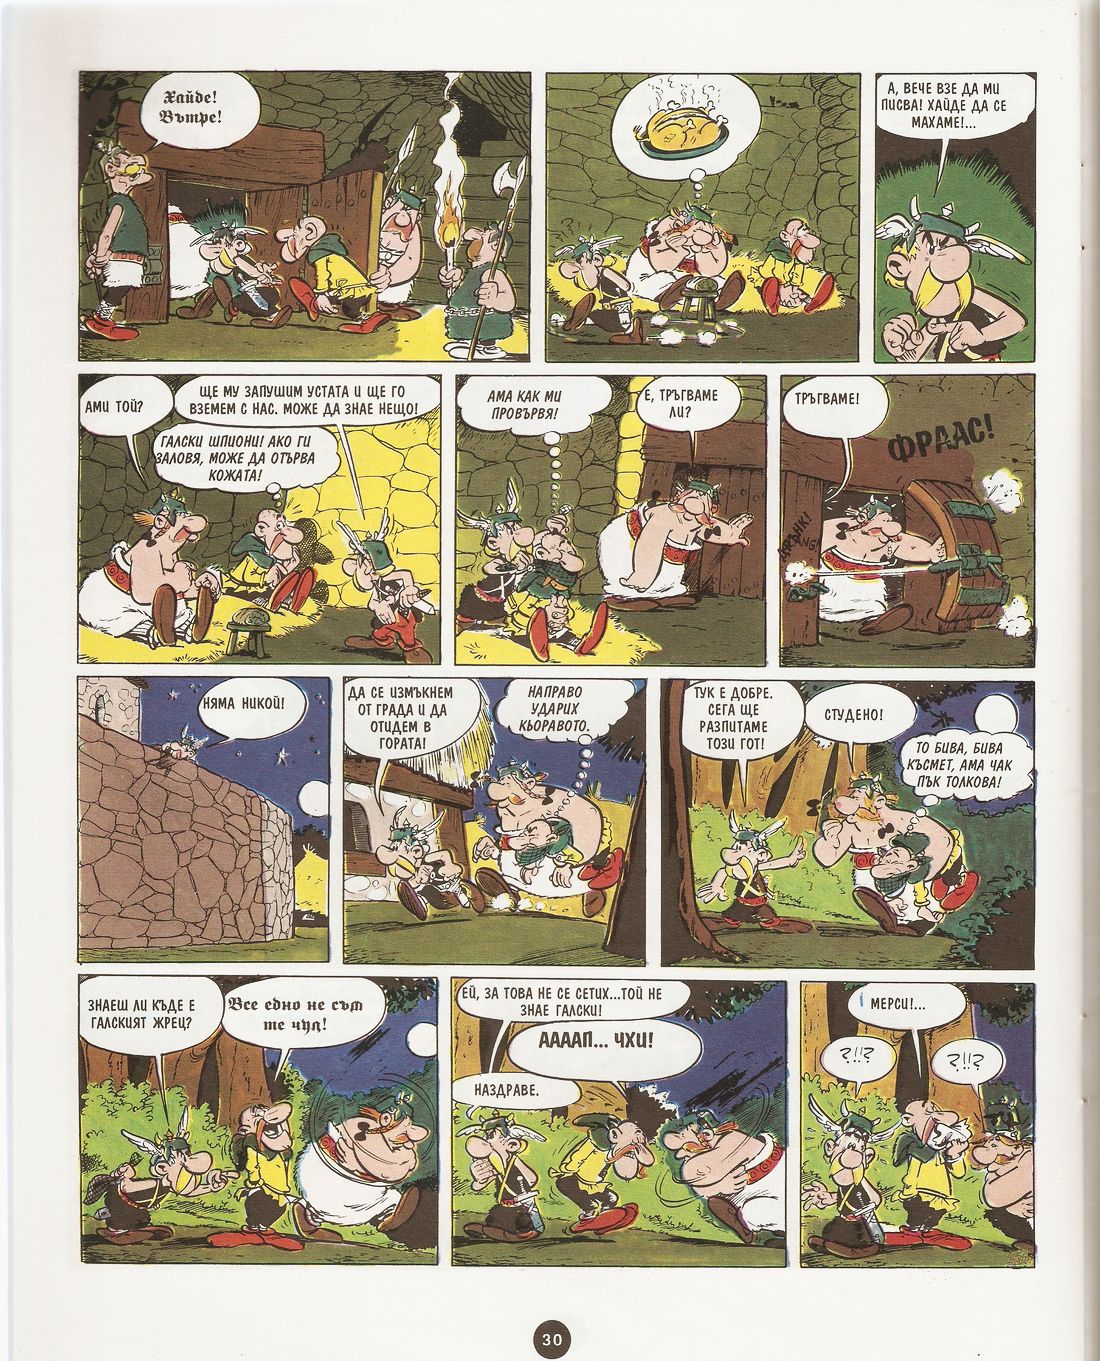 Хайде!
Вътре!
А, ВЕЧЕ ВЗЕ ДА МИ
ПИСВА! ХАЙДЕ ДА СЕ
МАХАМЕ!...
АМИ ТОЙ?
ЩЕ МУ ЗАПУШИМ УСТАТА И ЩЕ ГО
ВЗЕМЕМ С НАС. МОЖЕ ДА ЗНАЕ НЕЩО!
ГАЛСКИ ШПИОНИ! АКО ГИ
ЗАЛОВЯ, МОЖЕ ДА ОТЪРВА
КОЖАТА!
АМА КАК МИ
ПРОВЪРВЯ!
Е, ТРЪГВАМЕ
ЛИ?
ТРЪГВАМЕ!
ФРААС!
НЯМА НИКОЙ!
ДА СЕ ИЗМЪКНЕМ
ОТ ГРАДА И ДА
ОТИДЕМ В
ГОРАТА!
НАПРАВО
УДАРИХ
КЬОРАВОТО.
ТУК Е ДОБРЕ.
СЕГА ЩЕ
РАЗПИТАМЕ
ТОЗИ ГОТ!
СТУДЕНО!
ТО БИВА, БИВА
КЪСМЕТ, АМА ЧАК
ПЪК ТОЛКОВА!
ЗНАЕШ ЛИ КЪДЕ Е
ГАЛСКИЯТ ЖРЕЦ?
Все едно не съм
те чул!
ЕЙ, ЗА ТОВА НЕ СЕ СЕТИХ...ТОЙ НЕ
ЗНАЕ ГАЛСКИ!
ААААП... ЧХИ!
НАЗДРАВЕ.
МЕРСИ!...
?!!?
?!!?
30